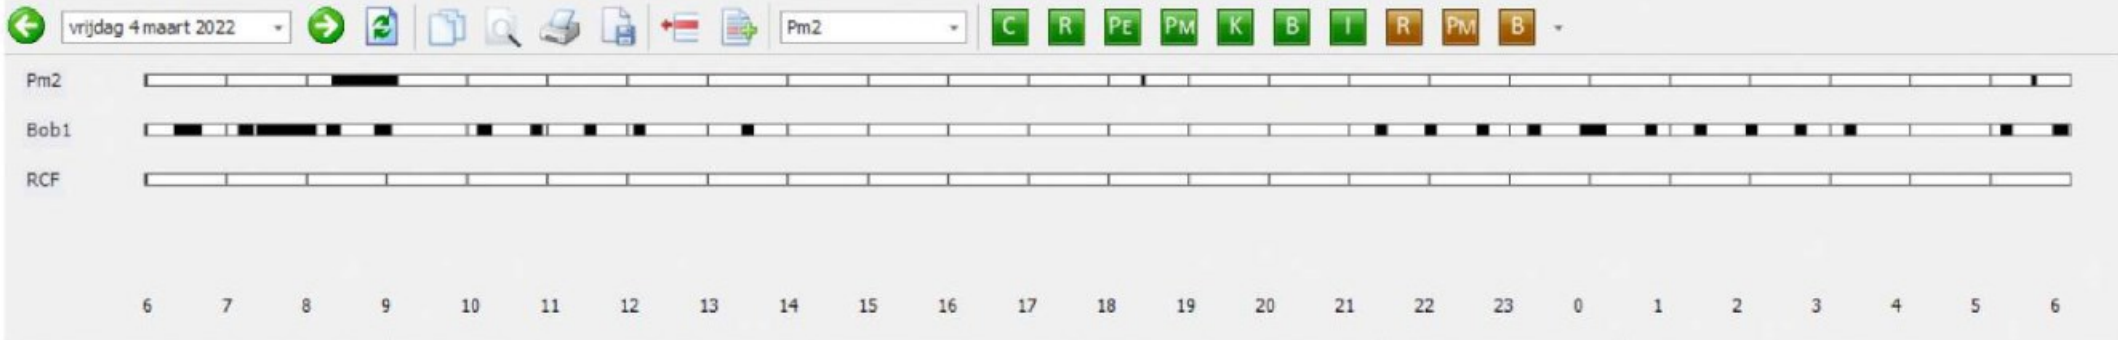 vrijdag 4 maart 2022 Pm2 C R PE PM K B I R PM B
Pm2
Bob1
RCF
6 7 8 9 10 11 12 13 14 15 16 17 18 19 20 21 22 23 0 1 2 3 4 5 6